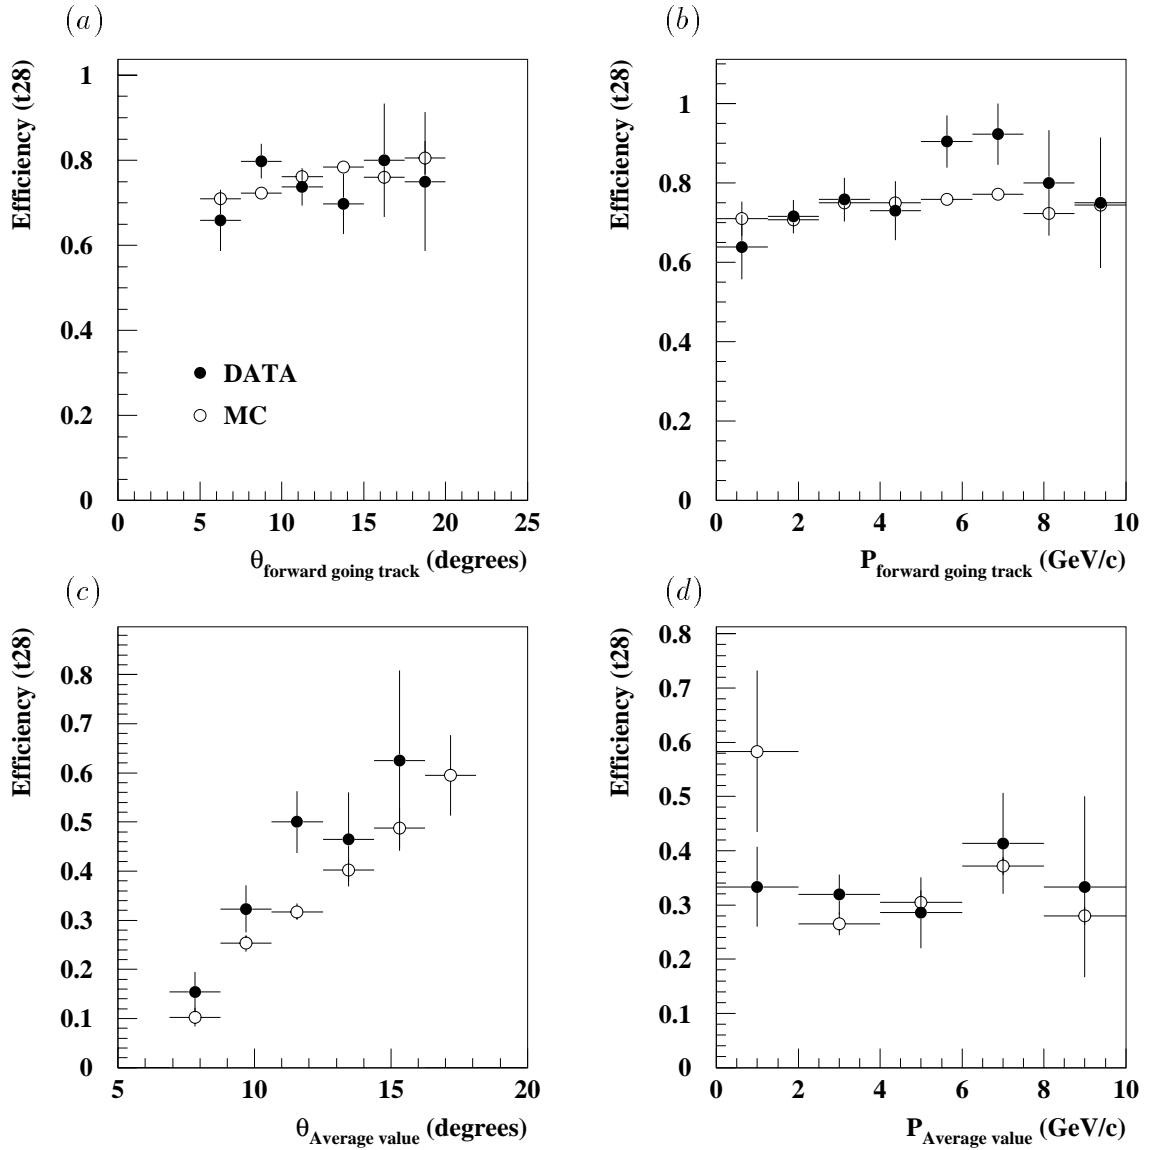 (a)
Efficiency (t28)
1
0.8
0.6
0.4
0.2
0
DATA
MC
0 5 10 15 20 25
θforward going track (degrees)
(b)
Efficiency (t28)
1
0.8
0.6
0.4
0.2
0
0 2 4 6 8 10
Pforward going track (GeV/c)
(c)
Efficiency (t28)
0.8
0.7
0.6
0.5
0.4
0.3
0.2
0.1
0
5 10 15 20
θAverage value (degrees)
(d)
Efficiency (t28)
0.8
0.7
0.6
0.5
0.4
0.3
0.2
0.1
0
0 2 4 6 8 10
PAverage value (GeV/c)